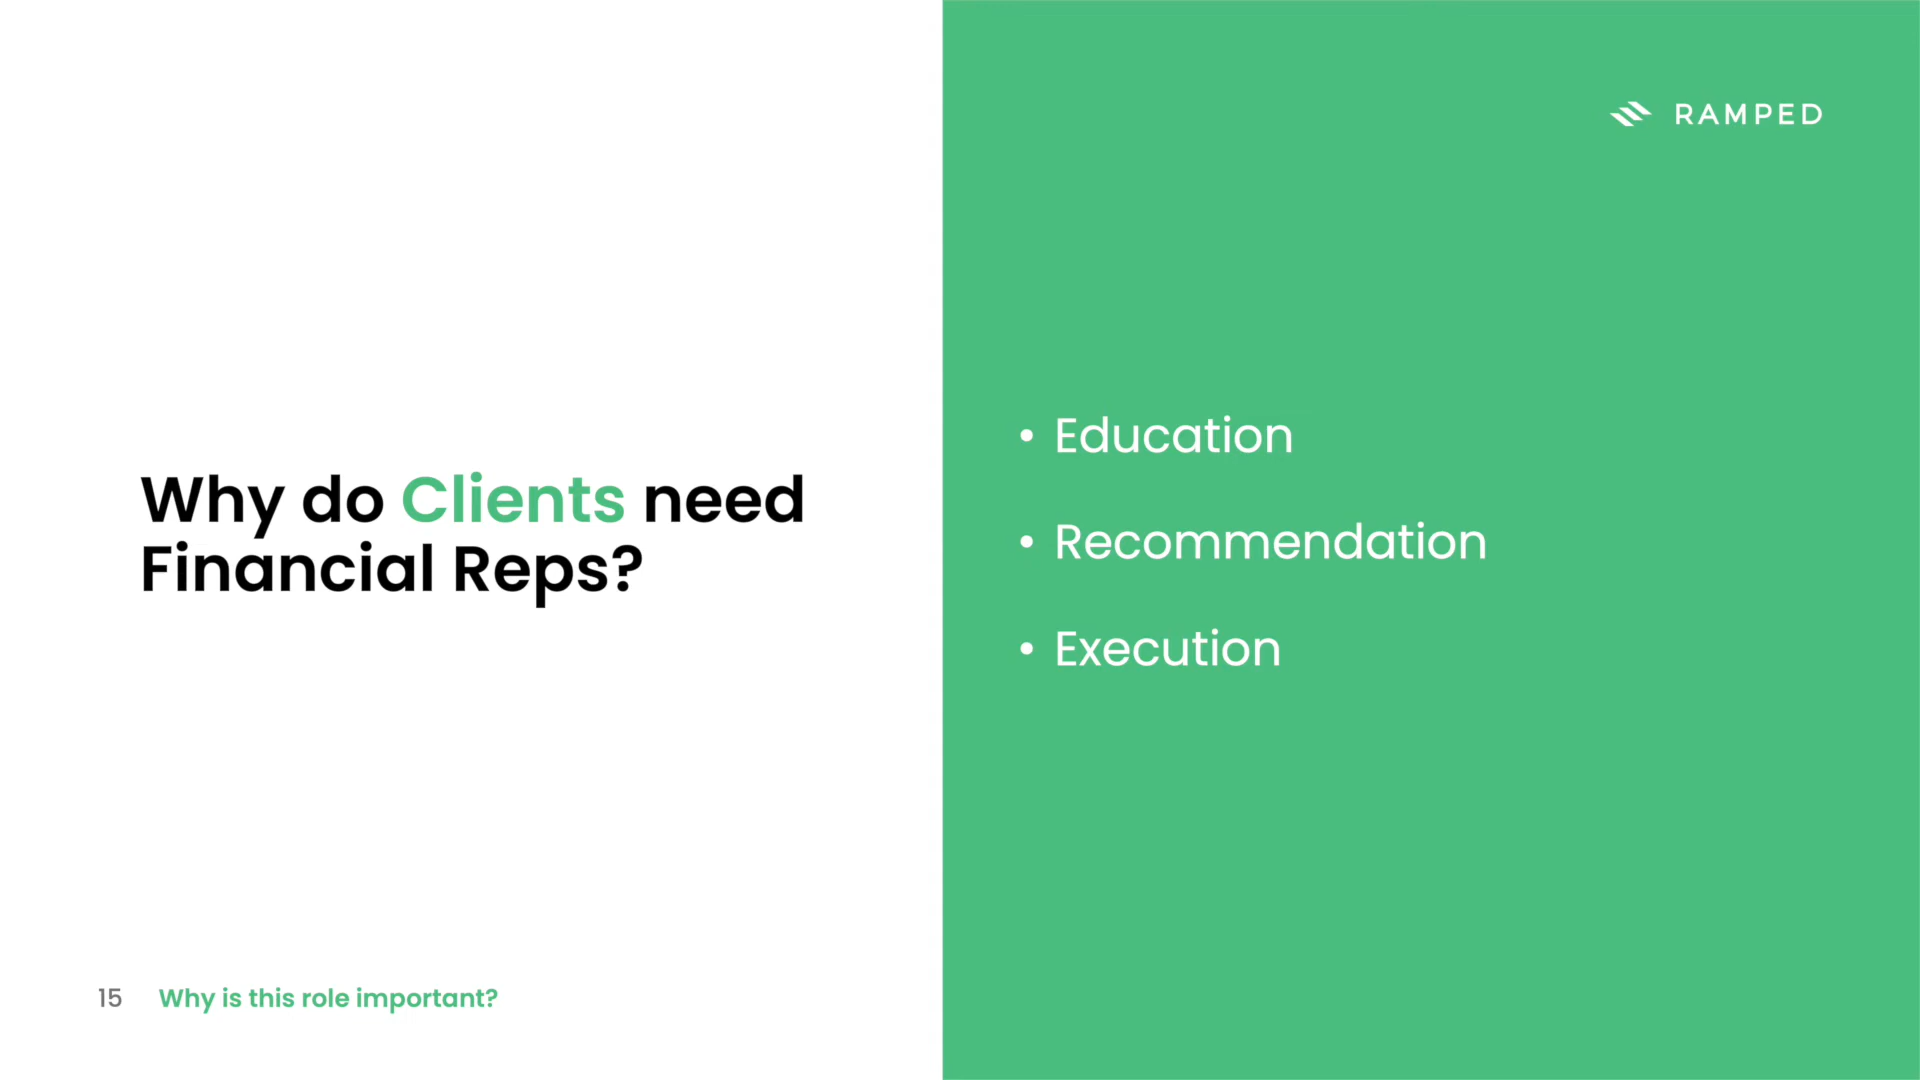 Why do Clients need
Financial Reps?
RAMPED
• Education
• Recommendation
• Execution
15 Why is this role important?